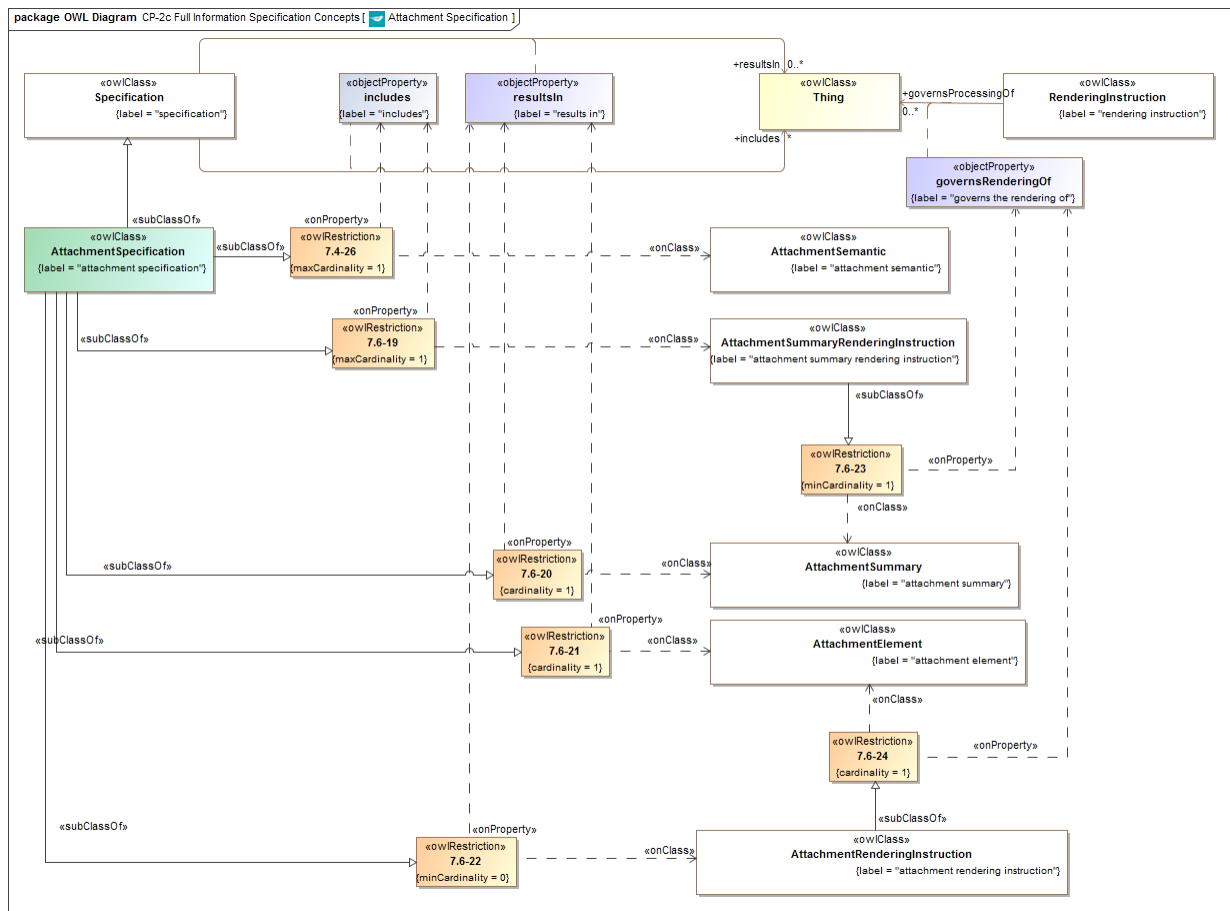 package OWL Diagram CP-2c Full Information Specification Concepts [ Attachment Specification ]
«owlClass»
Specification
{label = "specification"}
«objectProperty»
includes
{label = "includes"}
«objectProperty»
resultsIn
{label = "results in"}
+resultsIn 0..*
«owlClass»
Thing
+includes *
+governsProcessingOf
0..*
«owlClass»
RenderingInstruction
{label = "rendering instruction"}
«objectProperty»
governsRenderingOf
{label = "governs the rendering of"}
«subClassOf»
«owlClass»
AttachmentSpecification
{label = "attachment specification"}
«subClassOf»
«onProperty»
«owlRestriction»
7.4-26
{maxCardinality = 1}
«onClass»
«owlClass»
AttachmentSemantic
{label = "attachment semantic"}
«subClassOf»
«onProperty»
«owlRestriction»
7.6-19
{maxCardinality = 1}
«onClass»
«owlClass»
AttachmentSummaryRenderingInstruction
{label = "attachment summary rendering instruction"}
«subClassOf»
«owlRestriction»
7.6-23
{minCardinality = 1}
«onProperty»
«onClass»
«subClassOf»
«onProperty»
«owlRestriction»
7.6-20
{cardinality = 1}
«onClass»
«owlClass»
AttachmentSummary
{label = "attachment summary"}
«subClassOf»
«onProperty»
«owlRestriction»
7.6-21
{cardinality = 1}
«onClass»
«owlClass»
AttachmentElement
{label = "attachment element"}
«onClass»
«owlRestriction»
7.6-24
{cardinality = 1}
«onProperty»
«subClassOf»
«subClassOf»
«onProperty»
«owlRestriction»
7.6-22
{minCardinality = 0}
«onClass»
«owlClass»
AttachmentRenderingInstruction
{label = "attachment rendering instruction"}